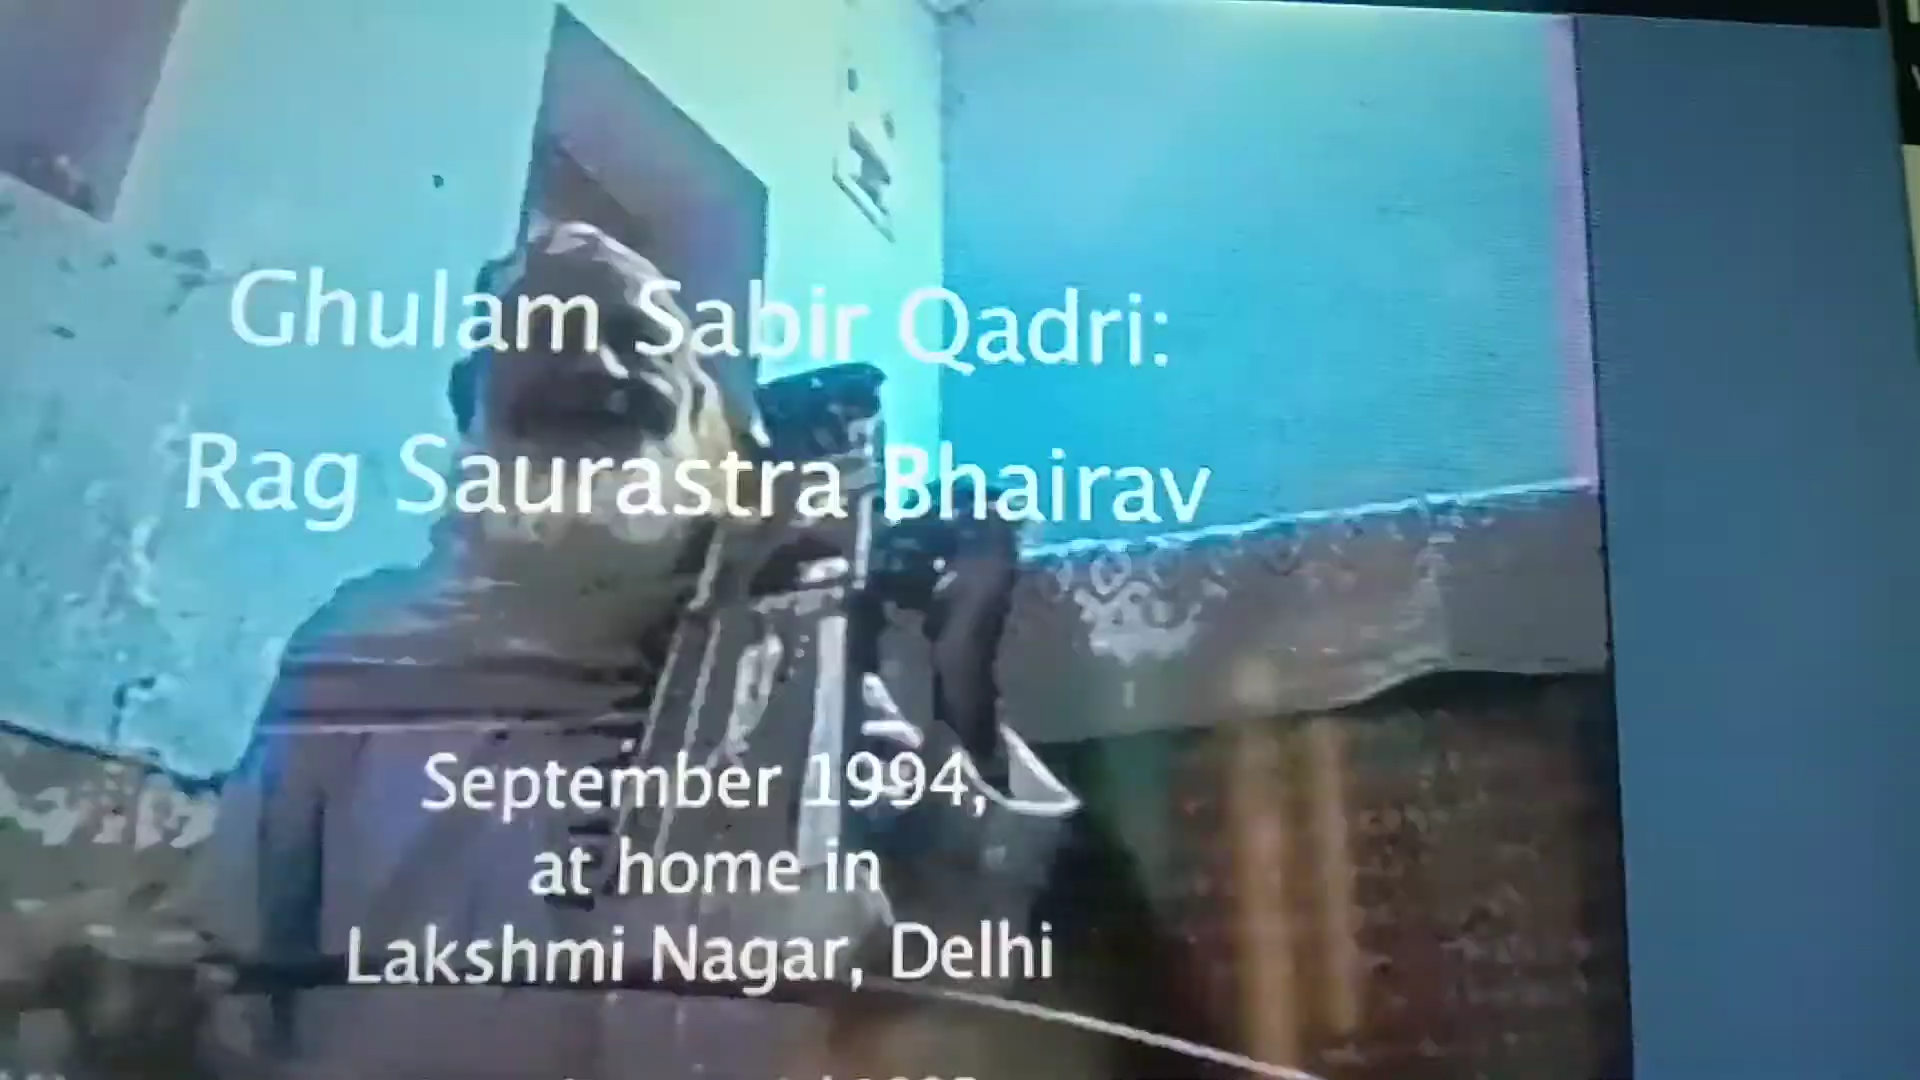 Ghulam Sabir Qadri:
Rag Saurastra Bhairav
September 1994,
at home in
Lakshmi Nagar, Delhi